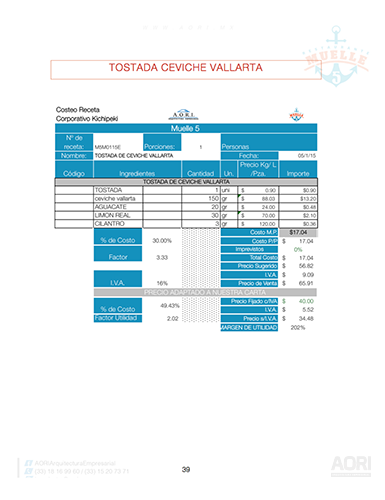 MUELLE
5
TOSTADA CEVICHE VALLARTA
Costeo Receta
Corporativo Kichipeki
AORI
Muelle 5
Nº de receta: MSM0115E Porciones: 1 Personas
Nombre: TOSTADA DE CEVICHE VALLARTA Fecha: 05/1/15
Código Ingredientes Cantidad Un. Precio Kg/ L /Pza. Importe
TOSTADA DE CEVICHE VALLARTA
TOSTADA 1 uni $ 0.90 $0.90
ceviche vallarta 150 gr $ 88.03 $13.20
AGUACATE 20 gr $ 24.00 $0.48
LIMON REAL 30 gr $ 70.00 $2.10
CILANTRO 3 gr $ 120.00 $0.36
Costo M.P $17.04
% de Costo 30.00% Costo P/P $ 17.04
Imprevistos 0%
Factor 3.33 Total Costo $ 17.04
Precio Sugerido $ 56.82
I.V.A. $ 9.09
I.V.A. 16% Precio de Venta $ 65.91
PRECIO ADAPTADO A NUESTRA CARTA
Precio Fijado c/IVA $ 40.00
% de Costo 49.43% I.V.A. $ 5.52
Factor Utilidad 2.02 Precio s/I.V.A. $ 34.48
MARGEN DE UTILIDAD 202%
AORIArquitecturaEmpresarial
39
AORI